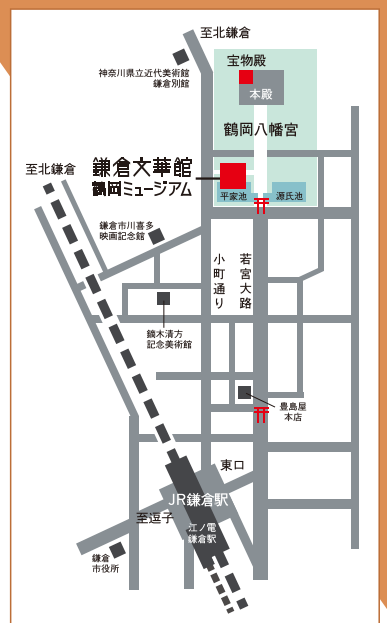 至北鎌倉
神奈川県立近代美術館
鎌倉別館
宝物殿
本殿
鶴岡八幡宮
至北鎌倉
鎌倉文華館
鶴岡ミュージアム
平家池
源氏池
鎌倉市川喜多
映画記念館
小町通り
若宮大路
鏑木清方
記念美術館
豊島屋
本店
東口
JR鎌倉駅
至逗子
江ノ電
鎌倉駅
鎌倉
市役所